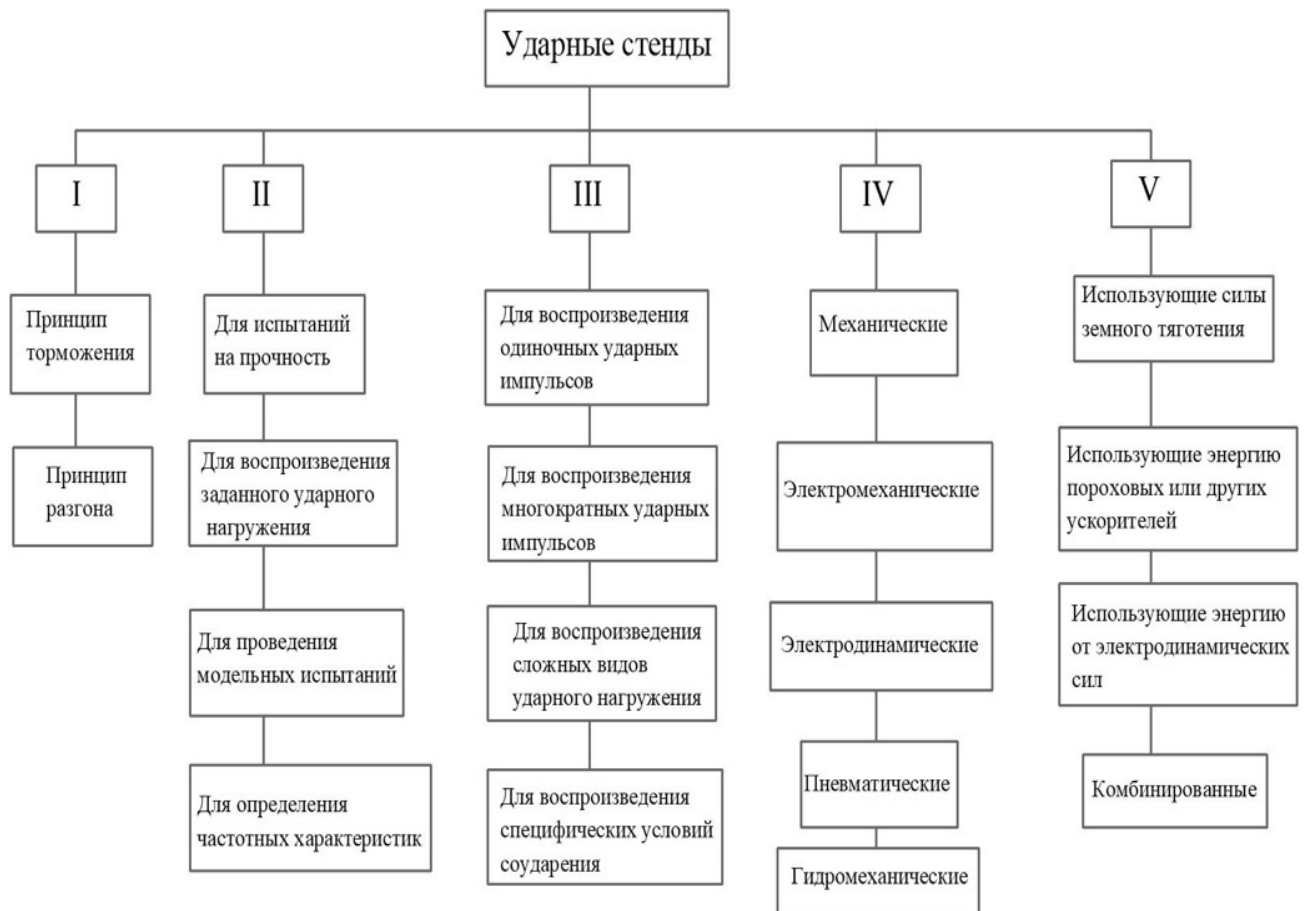 Ударные стенды
I
II
III
IV
V
Принцип
торможения
Принцип
разгона
Для испытаний
на прочность
Для воспроизведения
заданного ударного
нагружения
Для проведения
модельных испытаний
Для определения
частотных характеристик
Для воспроизведения
одиночных ударных
импульсов
Для воспроизведения
многократных ударных
импульсов
Для воспроизведения
сложных видов
ударного нагружения
Для воспроизведения
специфических условий
соударения
Механические
Электромеханические
Электродинамические
Пневматические
Гидромеханические
Использующие силы
земного тяготения
Использующие энергию
пороховых или других
ускорителей
Использующие энергию
от электродинамических
сил
Комбинированные